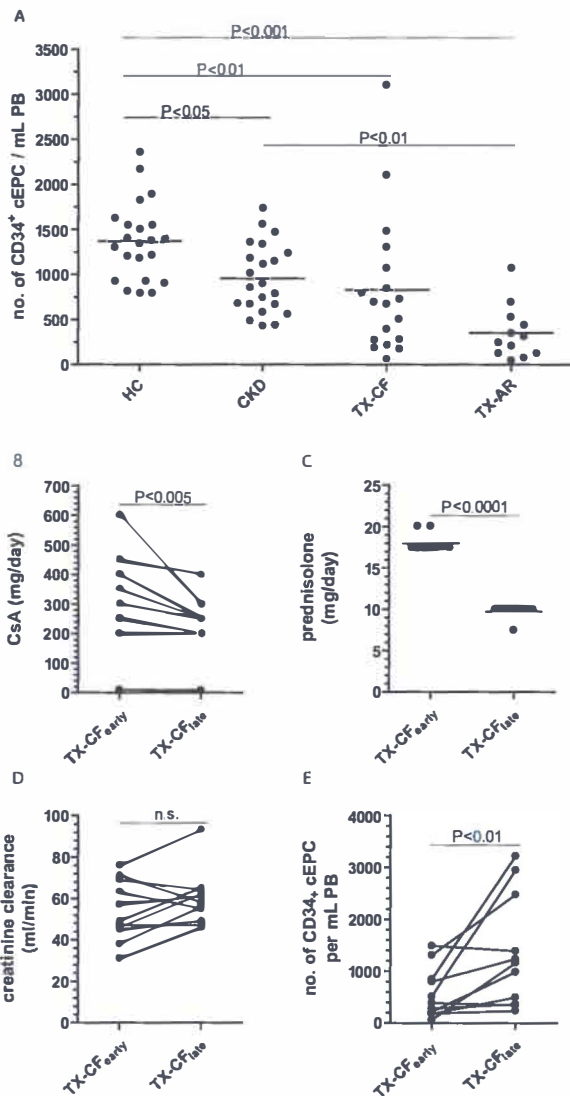 A
P<0.001
P<0.01
P<0.05
P<0.01
no. of CD34+ cEPC / mL PB
3500
3000
2500
2000
1500
1000
500
0
HC
CKD
TX-CF
TX-AR
8
P<0.005
CsA (mg/day)
700
600
500
400
300
200
100
0
TX-CFearly
TX-CFlate
C
P<0.0001
prednisolone
(mg/day)
25
20
15
10
5
0
TX-CFearly
TX-CFlate
D
n.s.
creatinine clearance
(ml/min)
100
80
60
40
20
0
TX-CFearly
TX-CFlate
E
P<0.01
no. of CD34+ cEPC
per mL PB
4000
3000
2000
1000
0
TX-CFearly
TX-CFlate